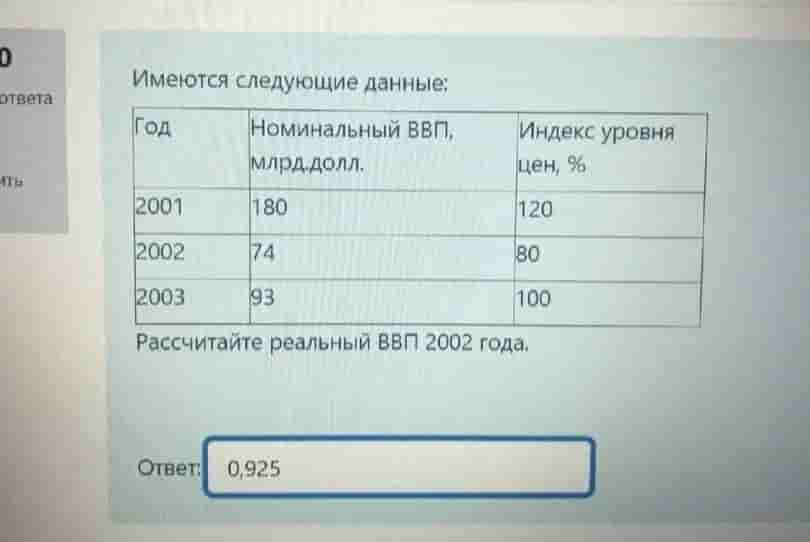 0
ответа
ить
Имеются следующие данные:
Год Номинальный ВВП, млрд.долл. Индекс уровня цен, %
2001 180 120
2002 74 80
2003 93 100
Рассчитайте реальный ВВП 2002 года.
Ответ: 0,925